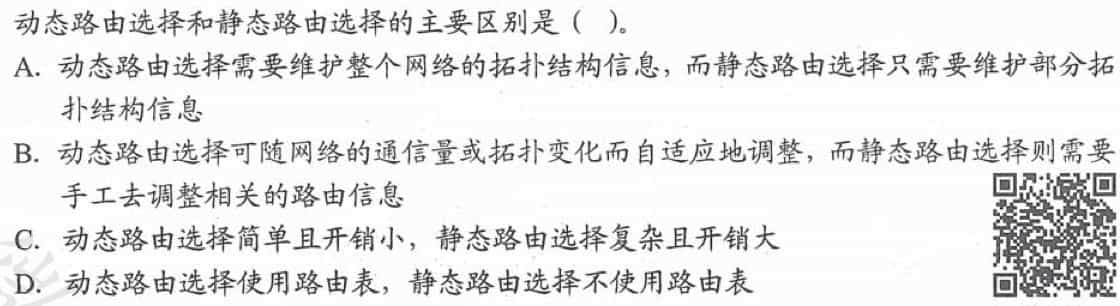 动态路由选择和静态路由选择的主要区别是（ ）。
A. 动态路由选择需要维护整个网络的拓扑结构信息，而静态路由选择只需要维护部分拓
扑结构信息
B. 动态路由选择可随网络的通信量或拓扑变化而自适应地调整，而静态路由选择则需要
手工去调整相关的路由信息
C. 动态路由选择简单且开销小，静态路由选择复杂且开销大
D. 动态路由选择使用路由表，静态路由选择不使用路由表